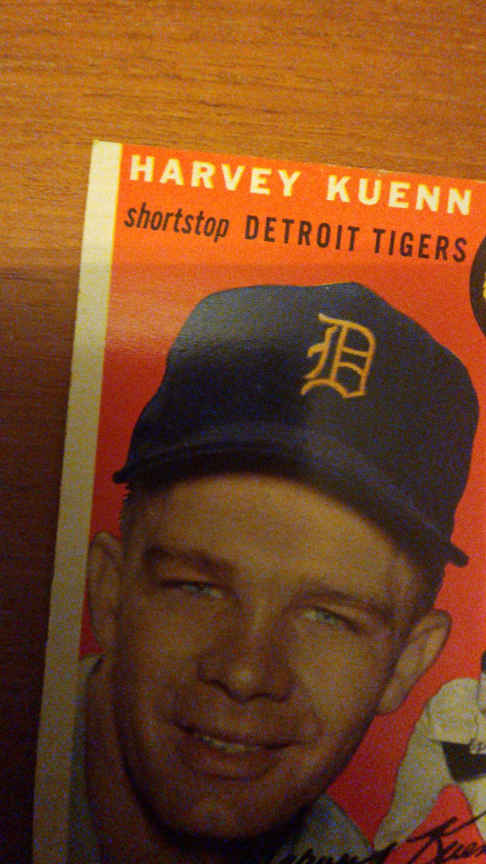 HARVEY KUENN
shortstop DETROIT TIGERS
D